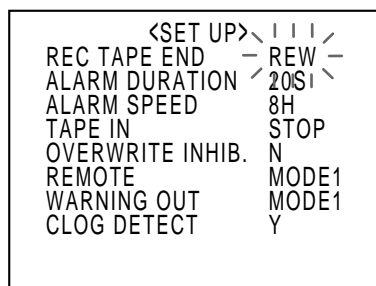 <SET UP>
REC TAPE END REW
ALARM DURATION 20S
ALARM SPEED 8H
TAPE IN STOP
OVERWRITE INHIB. N
REMOTE MODE1
WARNING OUT MODE1
CLOG DETECT Y